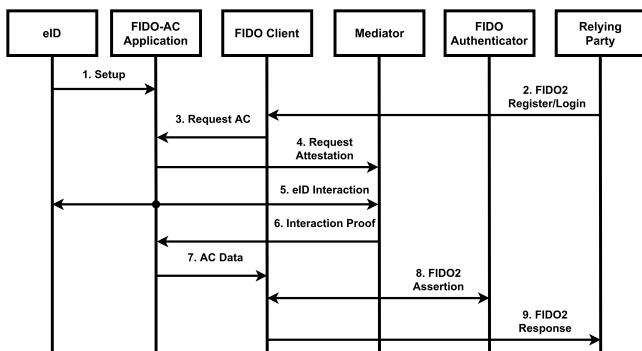 eID
FIDO-AC
Application
FIDO Client
Mediator
FIDO
Authenticator
Relying
Party
1. Setup
2. FIDO2
Register/Login
3. Request AC
4. Request
Attestation
5. eID Interaction
6. Interaction Proof
7. AC Data
8. FIDO2
Assertion
9. FIDO2
Response